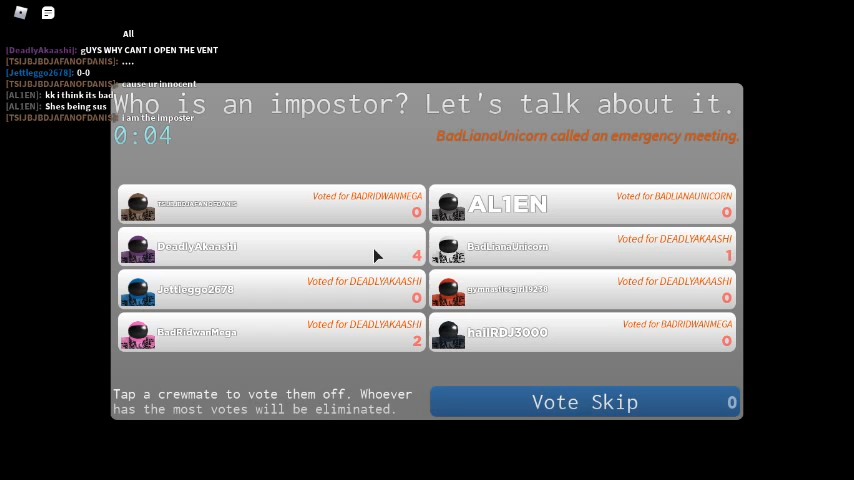 All
[DeadlyAkaashi]: gUYS WHY CANT I OPEN THE VENT
[TSIJBJBDJAFANOFDANIS]: ....
[Jettleggo2678]: 0-0
[TSIJBJBDJAFANOFDANIS]: cause ur innocent
[AL1EN]: kk i think its bad
[AL1EN]: Shes being sus
[TSIJBJBDJAFANOFDANIS]: i am the imposter
Who is an impostor? Let's talk about it.
0:04
BadLianaUnicorn called an emergency meeting.
TSIJBJBDJAFANOFDANIS
Voted for BADRIDWANMEGA
0
AL1EN
Voted for BADLIANAUNICORN
0
DeadlyAkaashi
4
BadLianaUnicorn
Voted for DEADLYAKAASHI
1
Jettleggo2678
Voted for DEADLYAKAASHI
0
Voted for DEADLYAKAASHI
0
BadRidwanMega
Voted for DEADLYAKAASHI
2
hailRDJ3000
Voted for BADRIDWANMEGA
0
Tap a crewmate to vote them off. Whoever
has the most votes will be eliminated.
Vote Skip
0